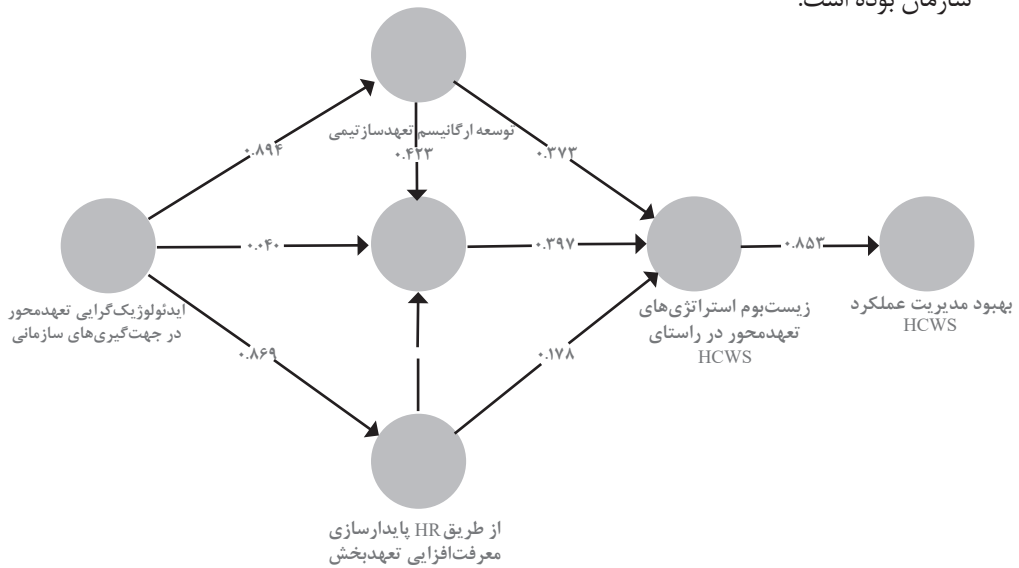 سازمان بوده است.
توسعه ارگانیسم تعهدساز تیمی
۰.۸۹۴
۰.۴۲۳
۰.۳۷۳
۰.۰۴۰
۰.۳۹۷
۰.۸۵۳
ایدئولوژیک‌گرایی تعهدمحور
در جهت‌گیری‌های سازمانی
زیست‌بوم استراتژی‌های
تعهدمحور در راستای
HCWS
بهبود مدیریت عملکرد
HCWS
۰.۸۶۹
۰.۱۷۸
از طریق HR پایدارسازی
معرفت‌افزایی تعهدبخش